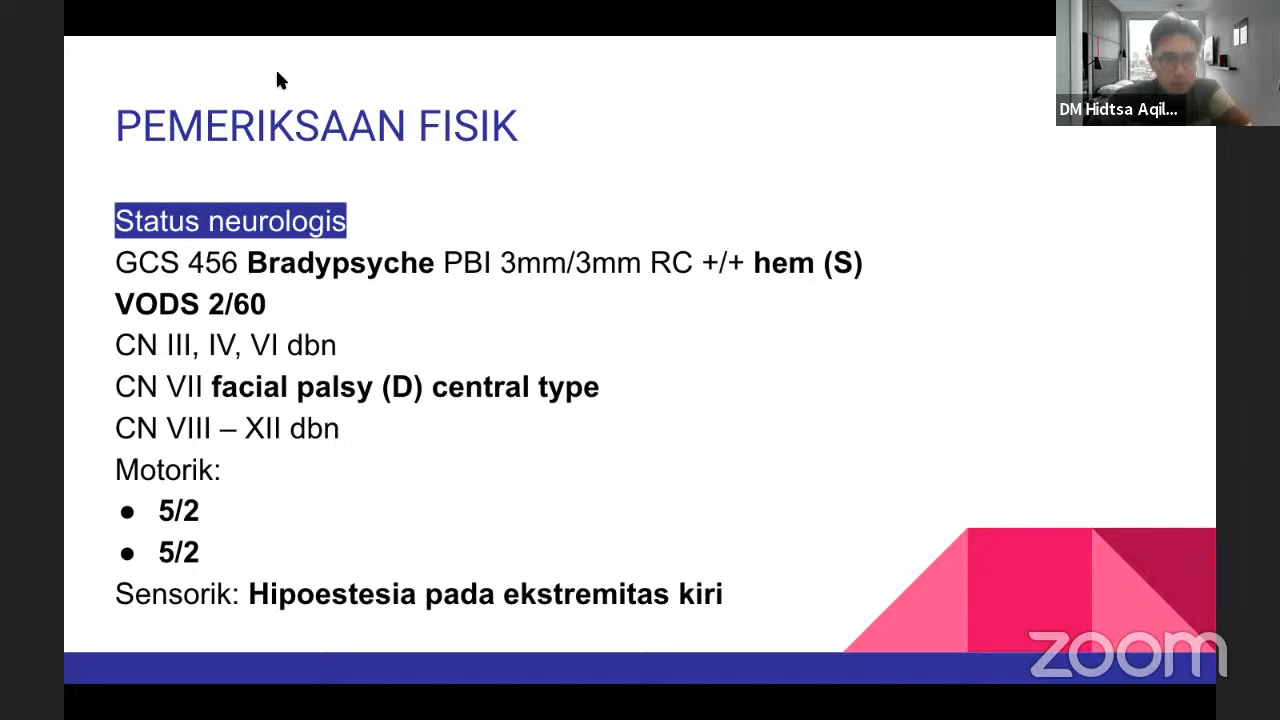 DM Hidtsa Aqil...
PEMERIKSAAN FISIK
Status neurologis
GCS 456 Bradypsyche PBI 3mm/3mm RC +/+ hem (S)
VODS 2/60
CN III, IV, VI dbn
CN VII facial palsy (D) central type
CN VIII – XII dbn
Motorik:
● 5/2
● 5/2
Sensorik: Hipoestesia pada ekstremitas kiri
zoom